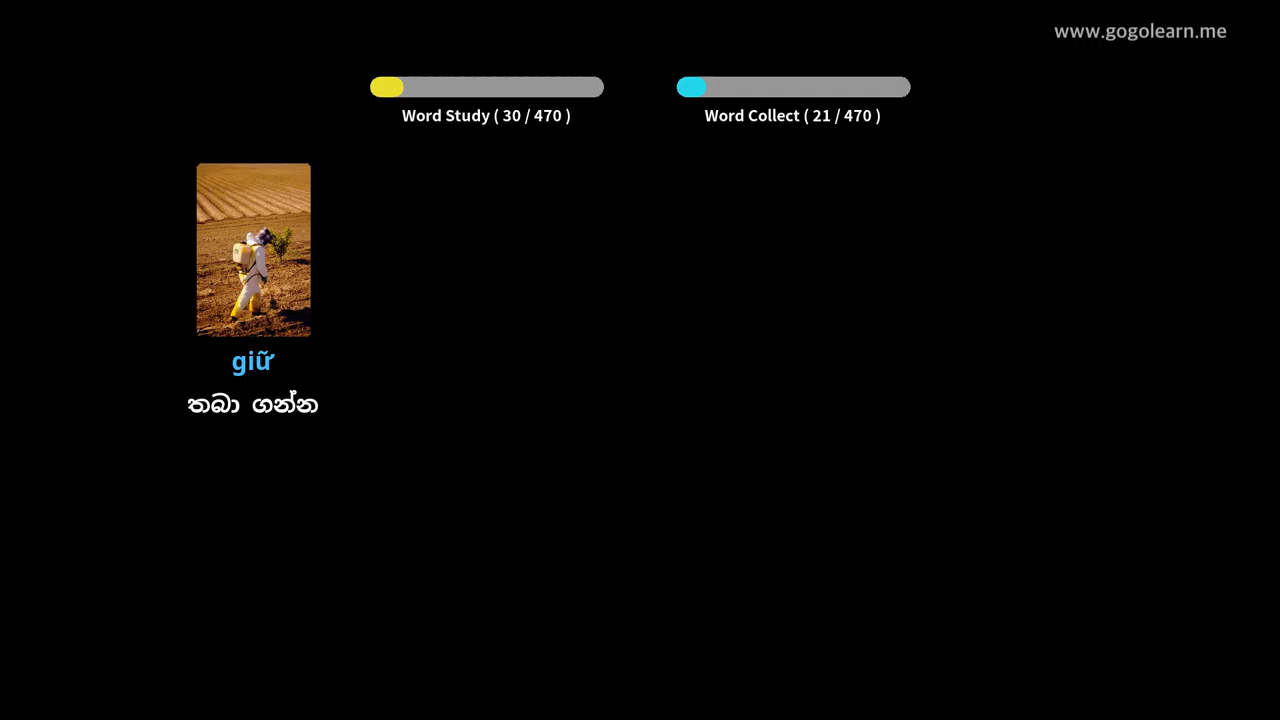 www.gogolearn.me
Word Study ( 30 / 470 )
Word Collect ( 21 / 470 )
giữ
තබා ගන්න